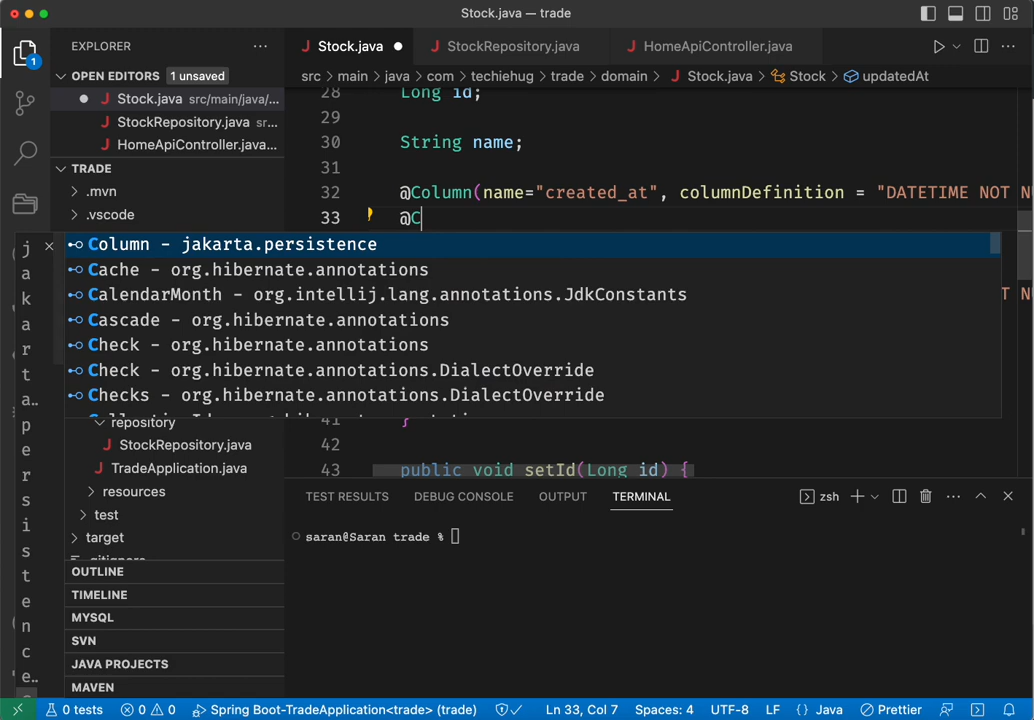 Stock.java — trade
EXPLORER
Stock.java
StockRepository.java
HomeApiController.java
1
OPEN EDITORS 1 unsaved
src > main > java > com > techiehug > trade > domain > Stock.java > Stock > updatedAt
Stock.java src/main/java/...
28 Long id;
StockRepository.java sr...
29
HomeApiController.java...
30 String name;
TRADE
31
.mvn
32 @Column(name="created_at", columnDefinition = "DATETIME NOT N
.vscode
33 @C
Column - jakarta.persistence
Cache - org.hibernate.annotations
CalendarMonth - org.intellij.lang.annotations.JdkConstants
T N
Cascade - org.hibernate.annotations
Check - org.hibernate.annotations
Check - org.hibernate.annotations.DialectOverride
Checks - org.hibernate.annotations.DialectOverride
j
a
k
a
r
t
a..
p
e
r
s
i
s
t
e
n
c
e..
repository
41 }
StockRepository.java
42
TradeApplication.java
43 public void setId(Long id) {
resources
test
target
.gitignore
OUTLINE
TIMELINE
MYSQL
SVN
JAVA PROJECTS
MAVEN
TEST RESULTS
DEBUG CONSOLE
OUTPUT
TERMINAL
zsh
saran@Saran trade %
0 tests
0 0
Spring Boot-TradeApplication<trade> (trade)
Ln 33, Col 7
Spaces: 4
UTF-8
LF
{} Java
Prettier